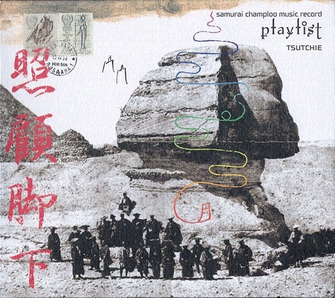 samurai champloo music record
playlist
TSUTCHIE
照
顧
脚
下